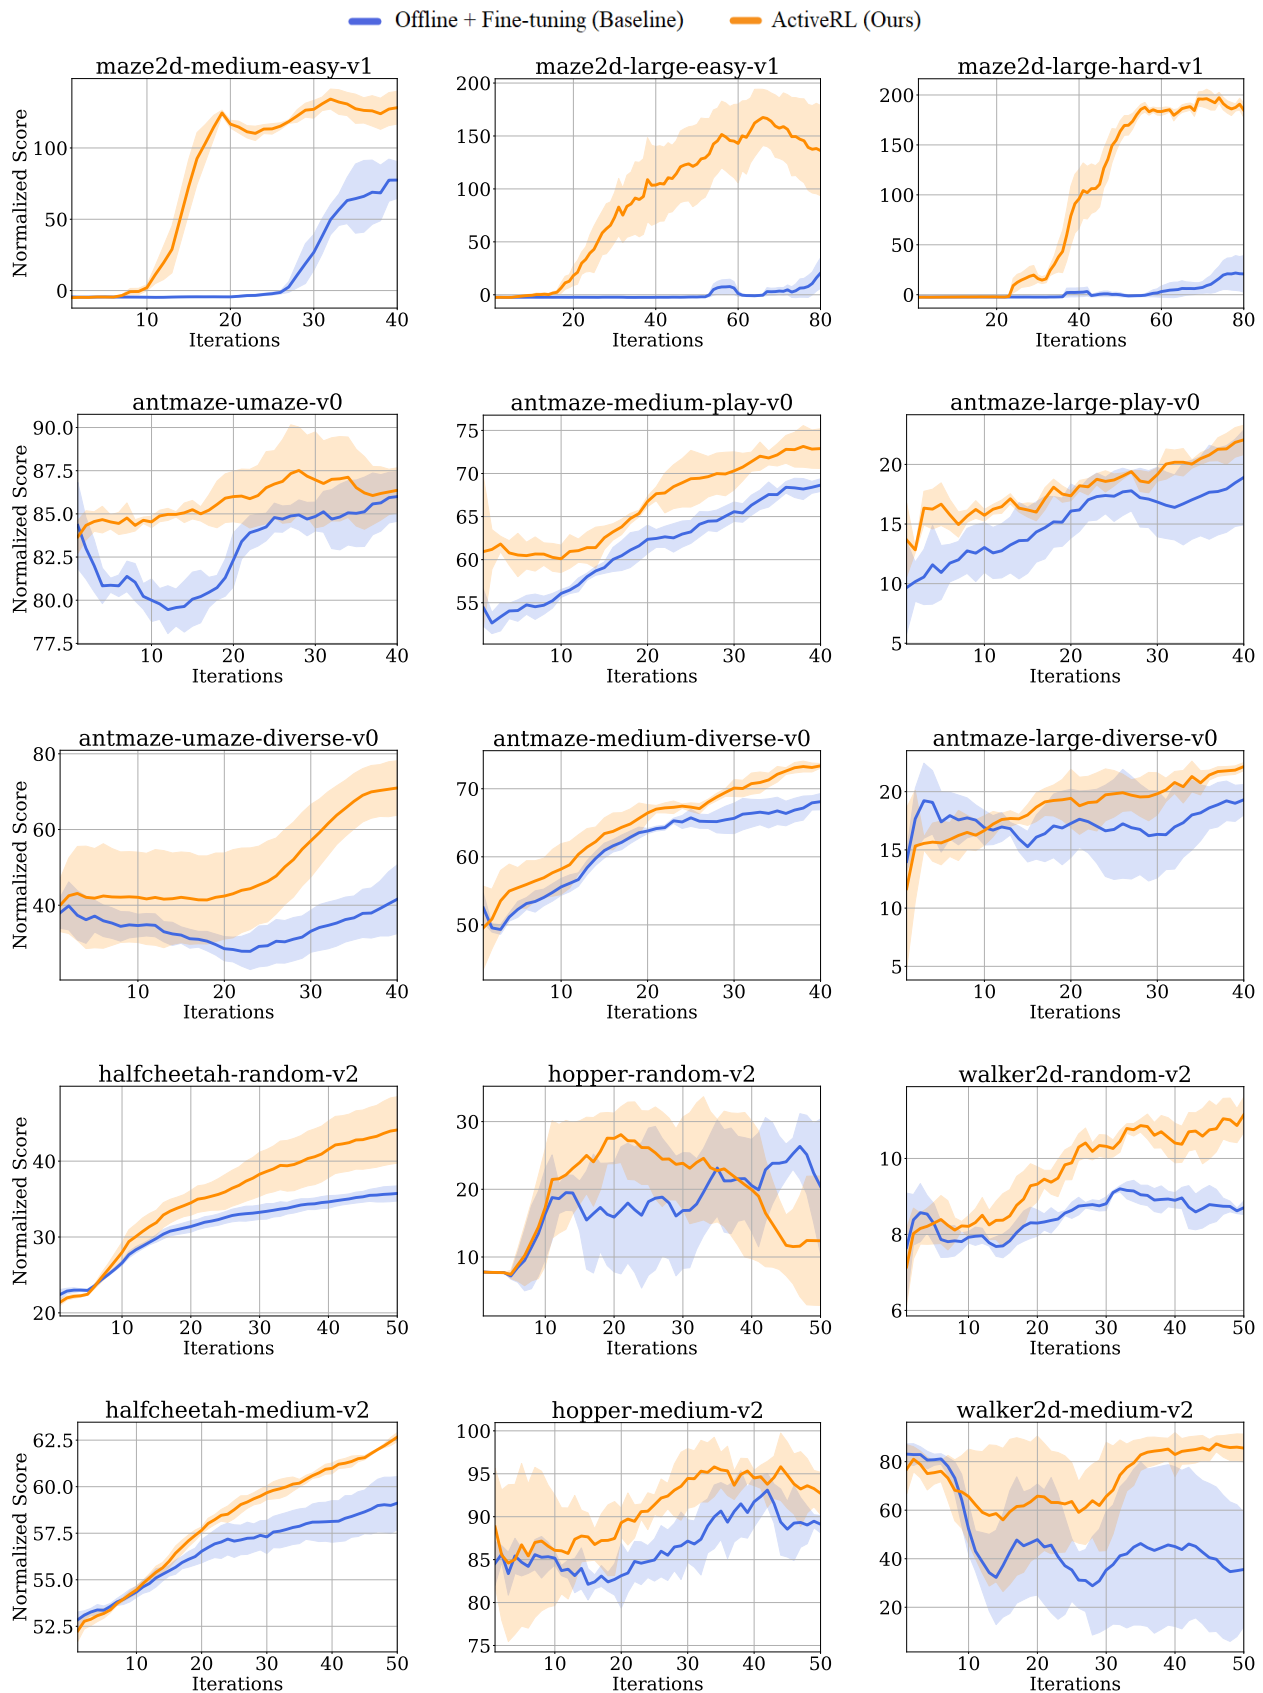 Offline + Fine-tuning (Baseline) ActiveRL (Ours)
maze2d-medium-easy-v1 maze2d-large-easy-v1 maze2d-large-hard-v1
Normalized Score
100
50
0
10 20 30 40
Iterations
200
150
100
50
0
20 40 60 80
Iterations
200
150
100
50
0
20 40 60 80
Iterations
antmaze-umaze-v0 antmaze-medium-play-v0 antmaze-large-play-v0
Normalized Score
90.0
87.5
85.0
82.5
80.0
77.5
10 20 30 40
Iterations
75
70
65
60
55
10 20 30 40
Iterations
20
15
10
5
10 20 30 40
Iterations
antmaze-umaze-diverse-v0 antmaze-medium-diverse-v0 antmaze-large-diverse-v0
Normalized Score
80
60
40
10 20 30 40
Iterations
70
60
50
10 20 30 40
Iterations
20
15
10
5
10 20 30 40
Iterations
halfcheetah-random-v2 hopper-random-v2 walker2d-random-v2
Normalized Score
40
30
20
10 20 30 40 50
Iterations
30
20
10
10 20 30 40 50
Iterations
10
8
6
10 20 30 40 50
Iterations
halfcheetah-medium-v2 hopper-medium-v2 walker2d-medium-v2
Normalized Score
62.5
60.0
57.5
55.0
52.5
10 20 30 40 50
Iterations
100
95
90
85
80
75
10 20 30 40 50
Iterations
80
60
40
20
10 20 30 40 50
Iterations